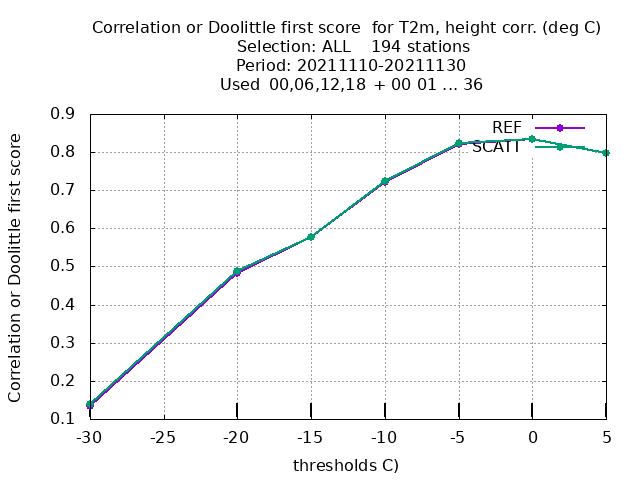 Correlation or Doolittle first score  for T2m, height corr. (deg C)
Selection: ALL    194 stations
Period: 20211110-20211130
Used  00,06,12,18  + 00 01 ... 36
Correlation or Doolittle first score
0.9
0.8
0.7
0.6
0.5
0.4
0.3
0.2
0.1
REF
SCATT
-30 -25 -20 -15 -10 -5 0 5
thresholds C)